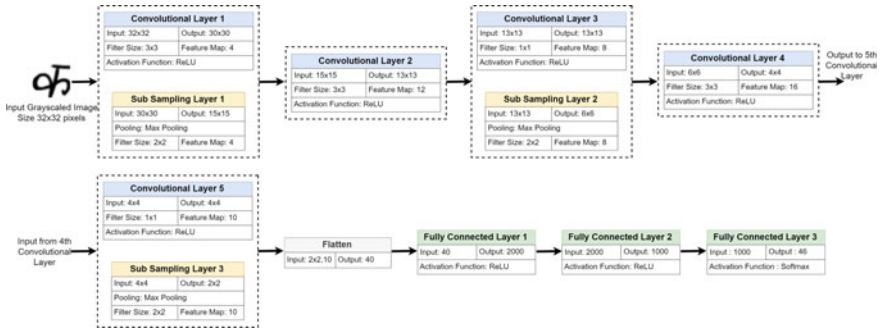 Convolutional Layer 1
Input: 32x32 Output: 30x30
Filter Size: 3x3 Feature Map: 4
Activation Function: ReLU
Sub Sampling Layer 1
Input: 30x30 Output: 15x15
Pooling: Max Pooling
Filter Size: 2x2 Feature Map: 4
क
Input Grayscaled Image,
Size 32x32 pixels
Convolutional Layer 2
Input: 15x15 Output: 13x13
Filter Size: 3x3 Feature Map: 12
Activation Function: ReLU
Convolutional Layer 3
Input: 13x13 Output: 13x13
Filter Size: 1x1 Feature Map: 8
Activation Function: ReLU
Sub Sampling Layer 2
Input: 13x13 Output: 6x6
Pooling: Max Pooling
Filter Size: 2x2 Feature Map: 8
Convolutional Layer 4
Input: 6x6 Output: 4x4
Filter Size: 3x3 Feature Map: 16
Activation Function: ReLU
Output to 5th
Convolutional
Layer
Input from 4th
Convolutional
Layer
Convolutional Layer 5
Input: 4x4 Output: 4x4
Filter Size: 1x1 Feature Map: 10
Activation Function: ReLU
Sub Sampling Layer 3
Input: 4x4 Output: 2x2
Pooling: Max Pooling
Filter Size: 2x2 Feature Map: 10
Flatten
Input: 2x2,10 Output: 40
Fully Connected Layer 1
Input: 40 Output: 2000
Activation Function: ReLU
Fully Connected Layer 2
Input: 2000 Output: 1000
Activation Function: ReLU
Fully Connected Layer 3
Input : 1000 Output : 46
Activation Function : Softmax